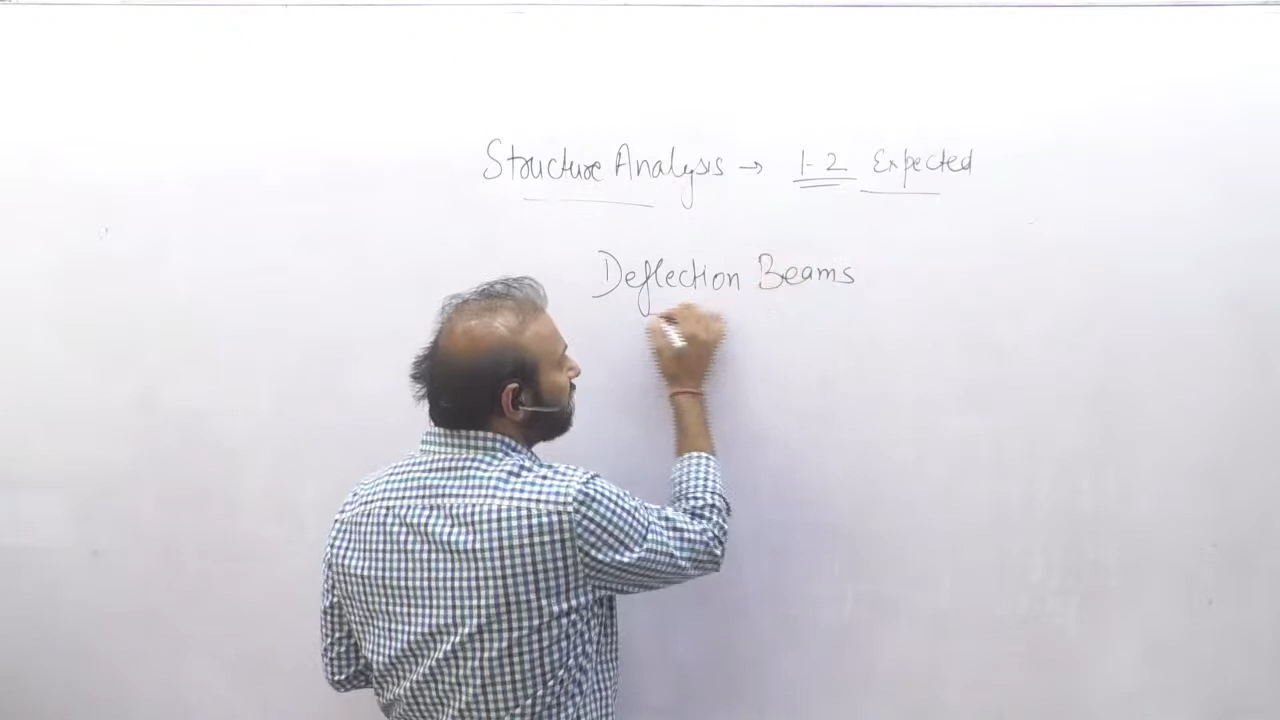 Structure Analysis → 1-2 Expected
Deflection Beams